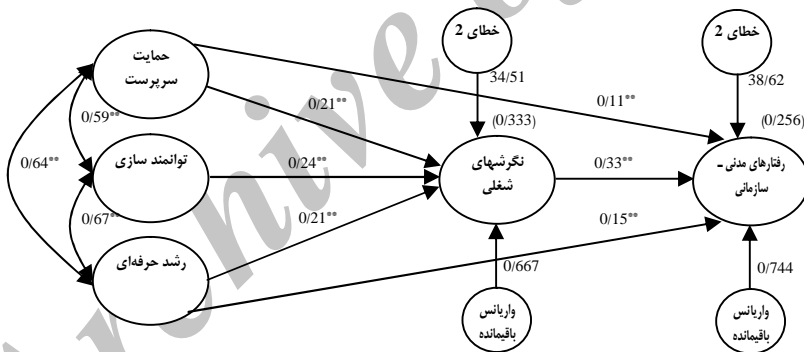 خطای 2
خطای 2
حمایت
سرپرست
34/51
38/62
0/11**
0/21**
0/59**
(0/333)
(0/256)
0/64**
توانمند سازی
0/24**
نگرشهای
شغلی
0/33**
رفتارهای مدنی ـ
سازمانی
0/67**
0/21**
0/15**
رشد حرفه‌ای
0/667
0/744
واریانس
باقیمانده
واریانس
باقیمانده